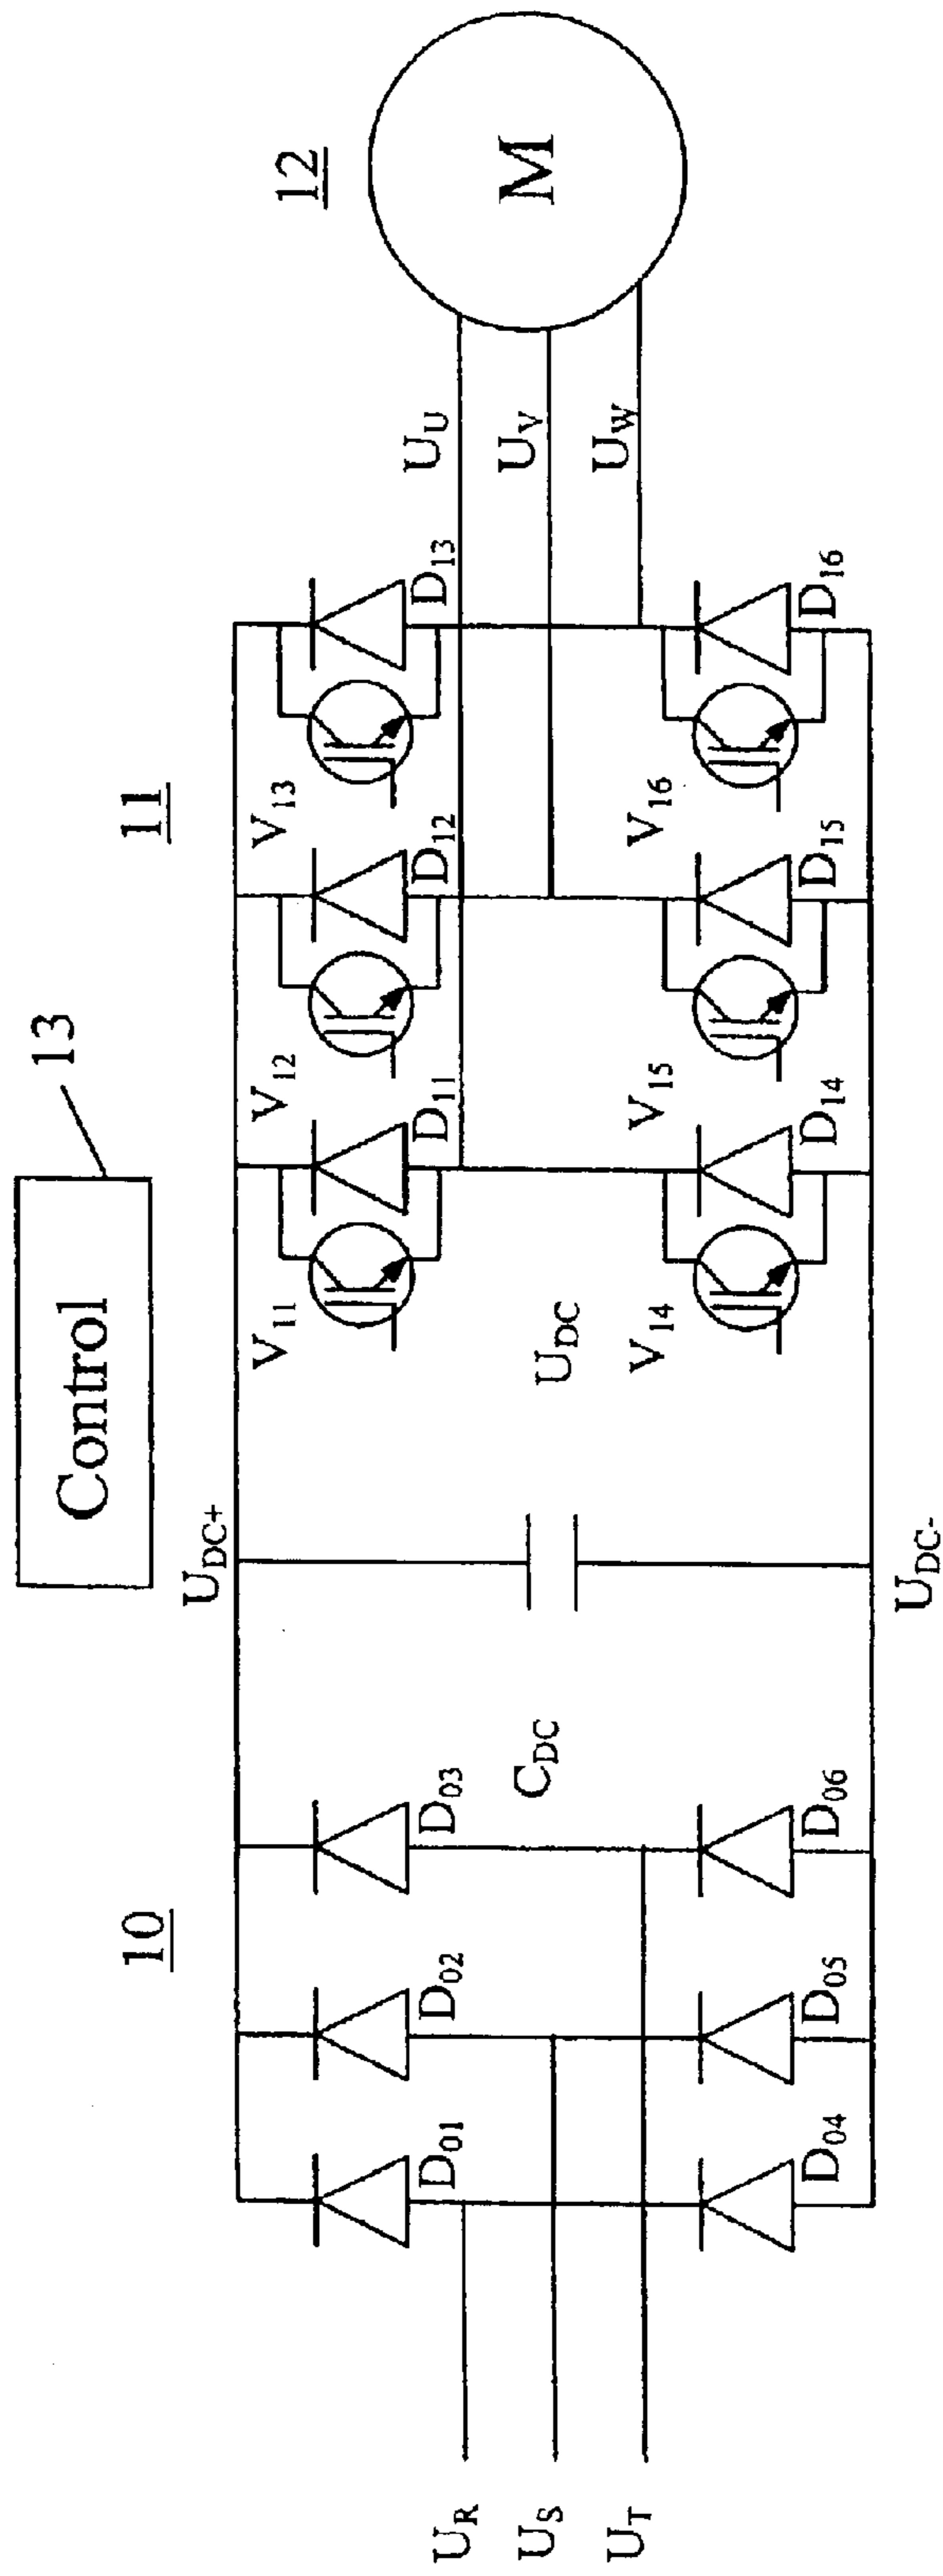 Control
13
10
11
12
U_DC+
V_11
V_12
V_13
D_01
D_02
D_03
D_11
D_12
D_13
U_R
U_S
U_T
C_DC
U_DC
U_U
U_V
U_W
M
V_14
V_15
V_16
D_04
D_05
D_06
D_14
D_15
D_16
U_DC-